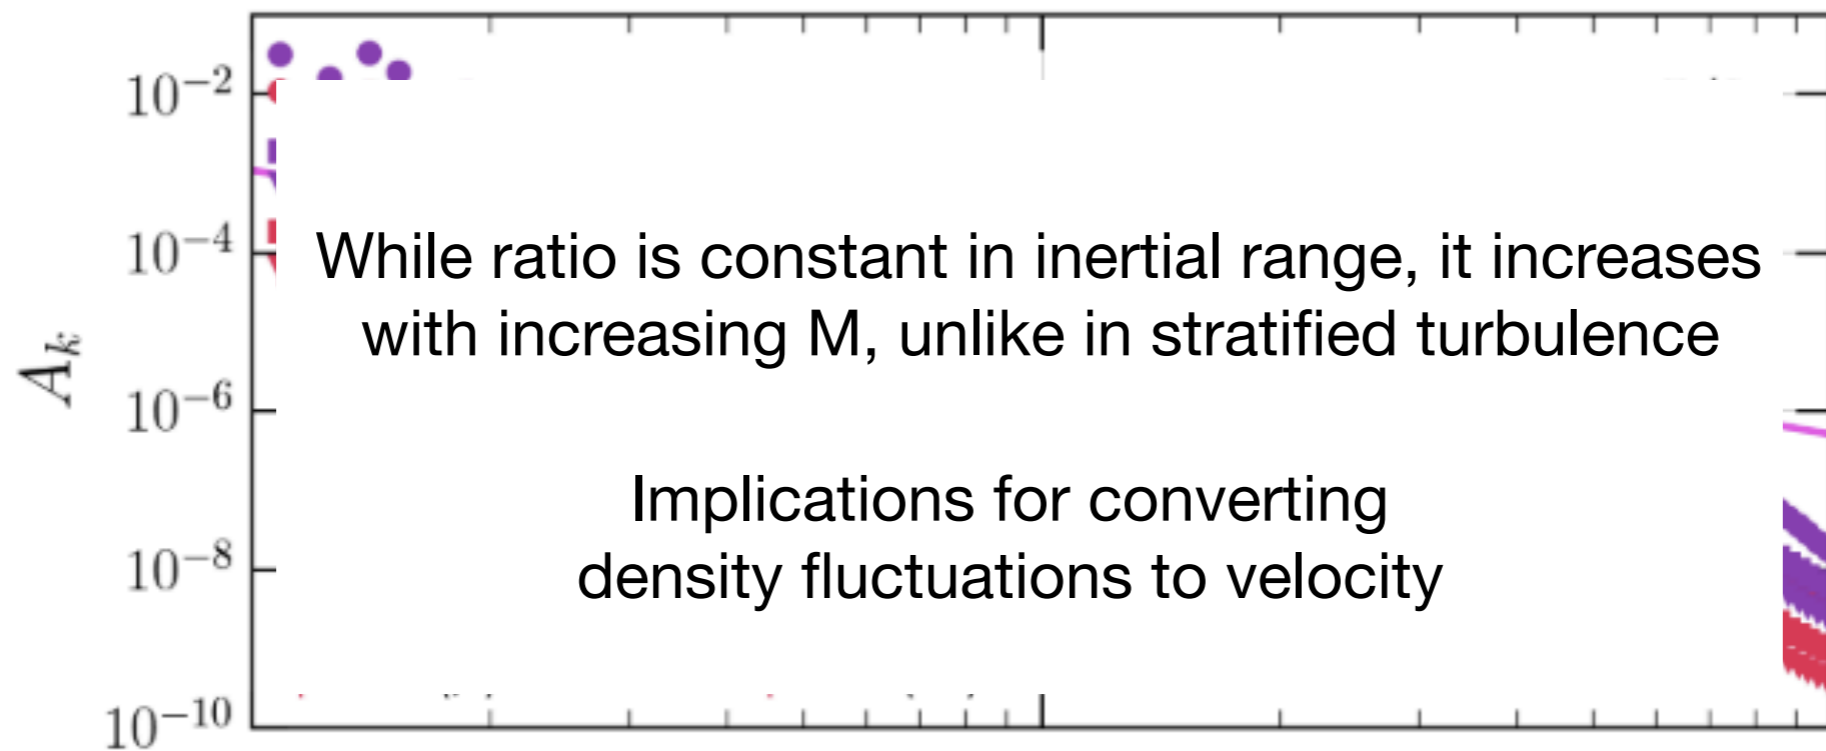 10⁻²
10⁻⁴
While ratio is constant in inertial range, it increases
with increasing M, unlike in stratified turbulence
Aₖ
10⁻⁶
Implications for converting
density fluctuations to velocity
10⁻⁸
10⁻¹⁰